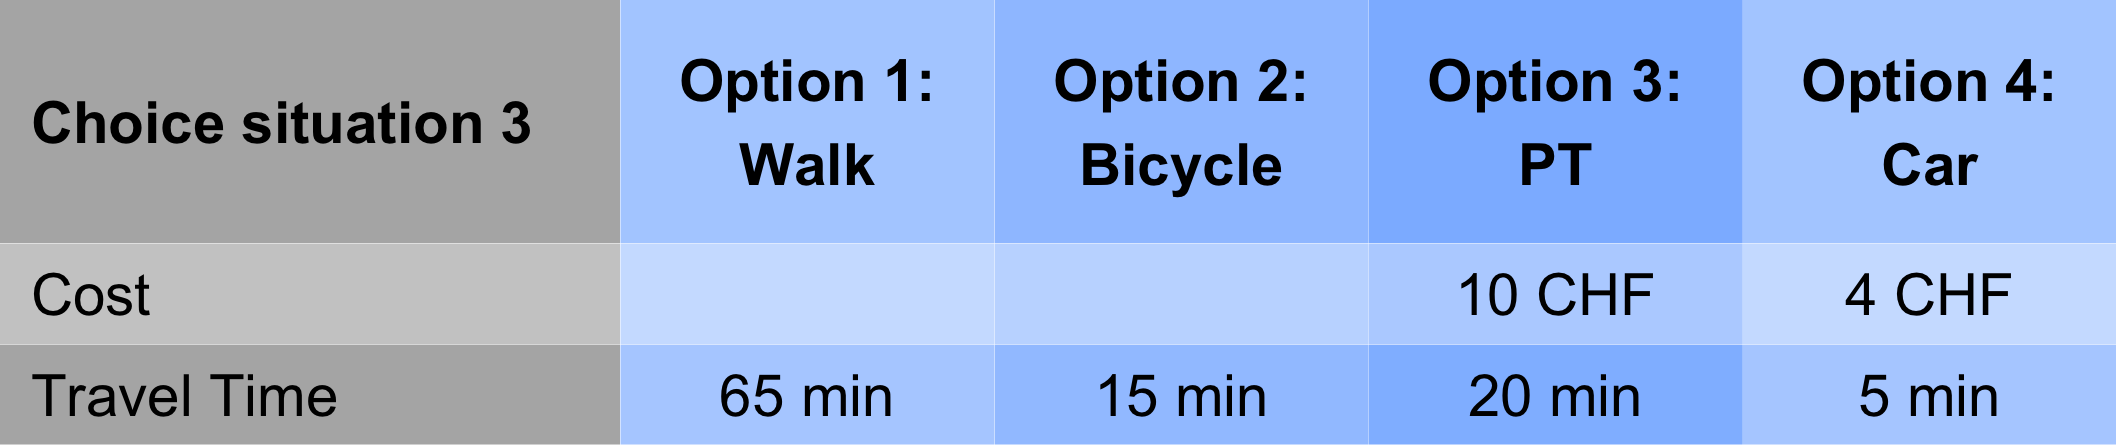 Choice situation 3
Option 1:
Walk
Option 2:
Bicycle
Option 3:
PT
Option 4:
Car
Cost
10 CHF
4 CHF
Travel Time
65 min
15 min
20 min
5 min